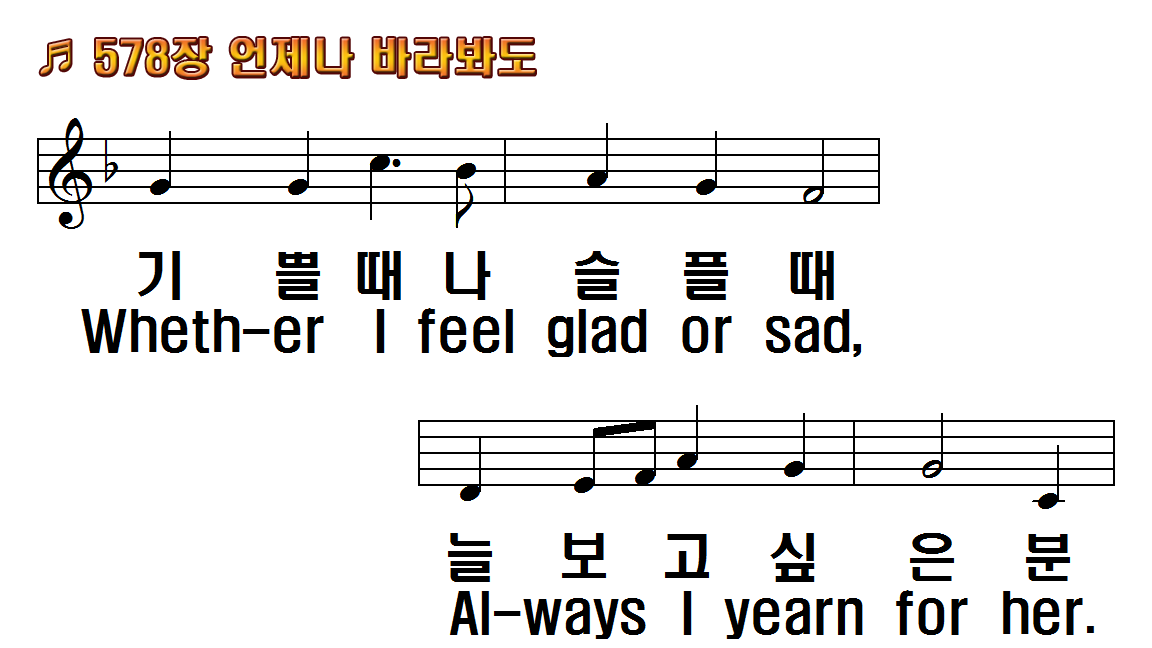 578장 언제나 바라봐도
기 쁠 때 나 슬 플 때
Wheth-er I feel glad or sad,
늘 보 고 싶 은 분
Al-ways I yearn for her.